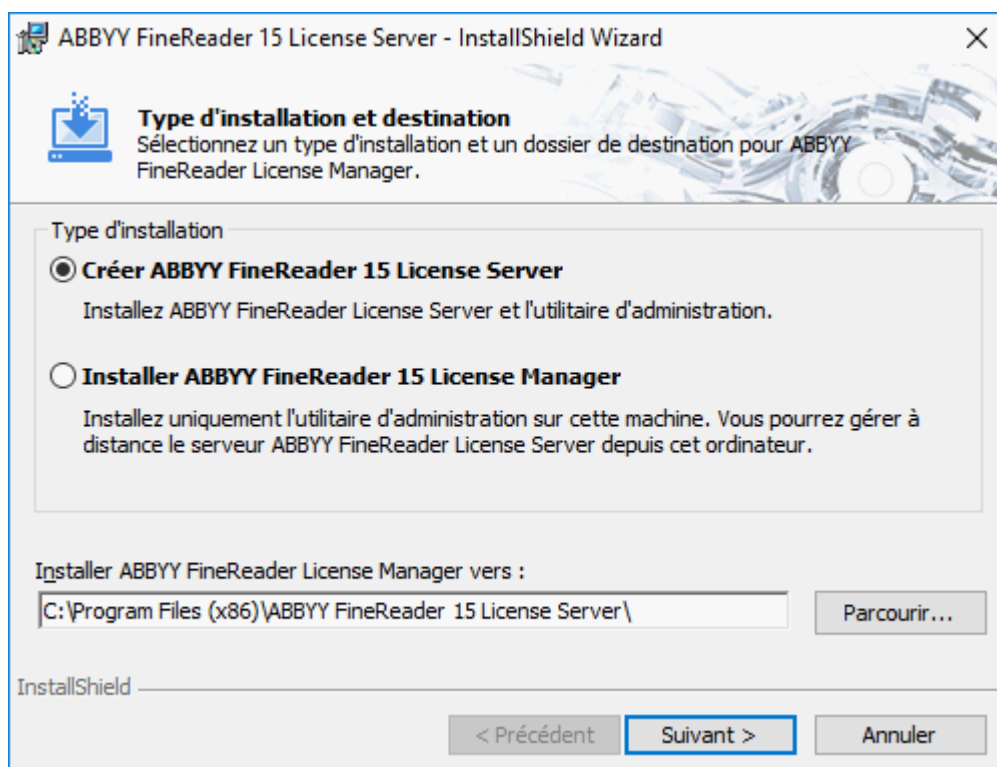 ABBYY FineReader 15 License Server - InstallShield Wizard
Type d'installation et destination
Sélectionnez un type d'installation et un dossier de destination pour ABBYY
FineReader License Manager.
Type d'installation
Créer ABBYY FineReader 15 License Server
Installez ABBYY FineReader License Server et l'utilitaire d'administration.
Installer ABBYY FineReader 15 License Manager
Installez uniquement l'utilitaire d'administration sur cette machine. Vous pourrez gérer à
distance le serveur ABBYY FineReader License Server depuis cet ordinateur.
Installer ABBYY FineReader License Manager vers :
C:\Program Files (x86)\ABBYY FineReader 15 License Server\
Parcourir...
InstallShield
< Précédent
Suivant >
Annuler